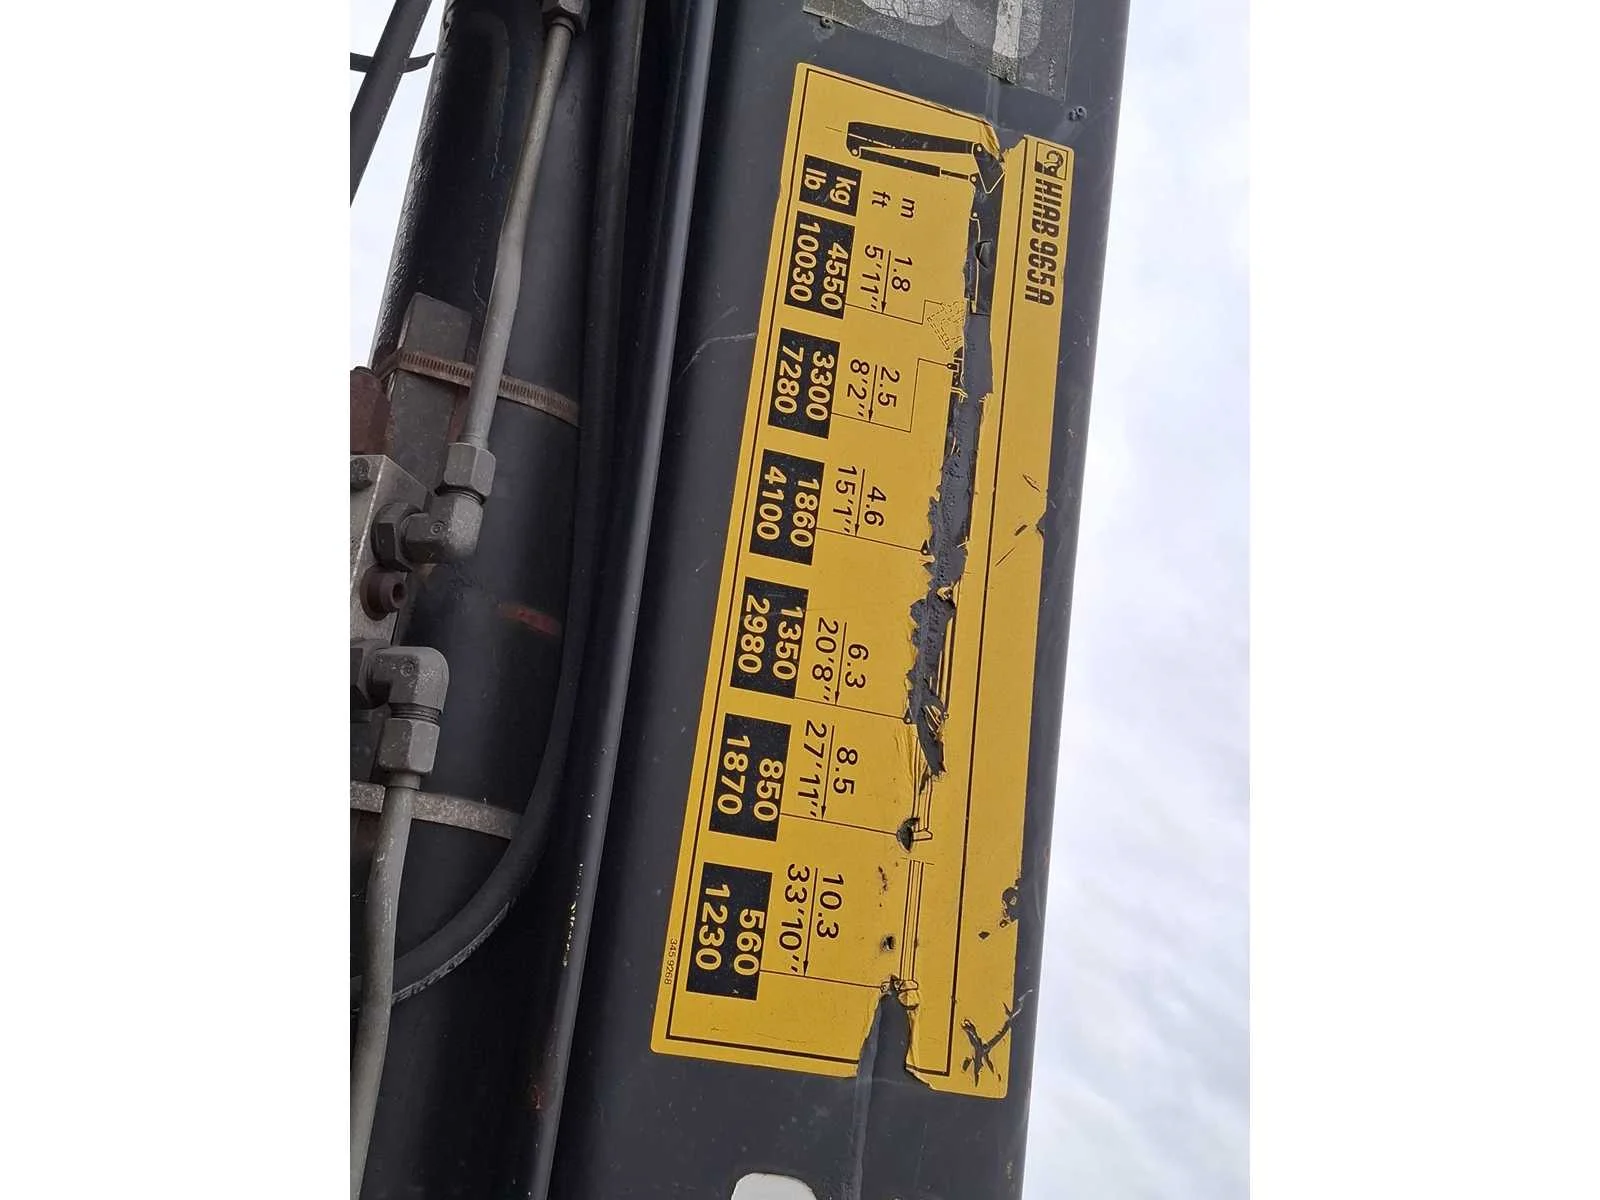 HIAB 965A
m 1.8 2.5 4.6 6.3 8.5 10.3
ft 5'11" 8'2" 15'1" 20'8" 27'11" 33'10"
kg 4550 3300 1860 1350 850 560
lb 10030 7280 4100 2980 1870 1230
345 9268